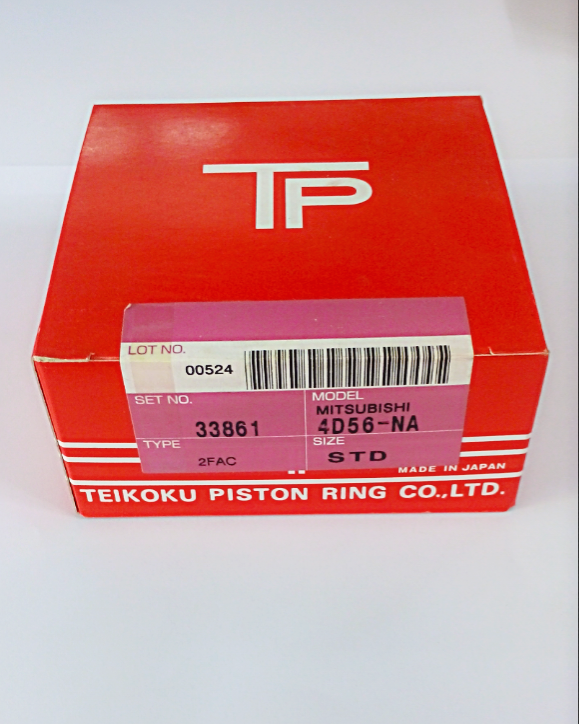 TP
LOT NO.
00524
SET NO.
33861
MODEL
MITSUBISHI
4D56-NA
TYPE
2FAC
SIZE
STD
MADE IN JAPAN
TEIKOKU PISTON RING CO.,LTD.